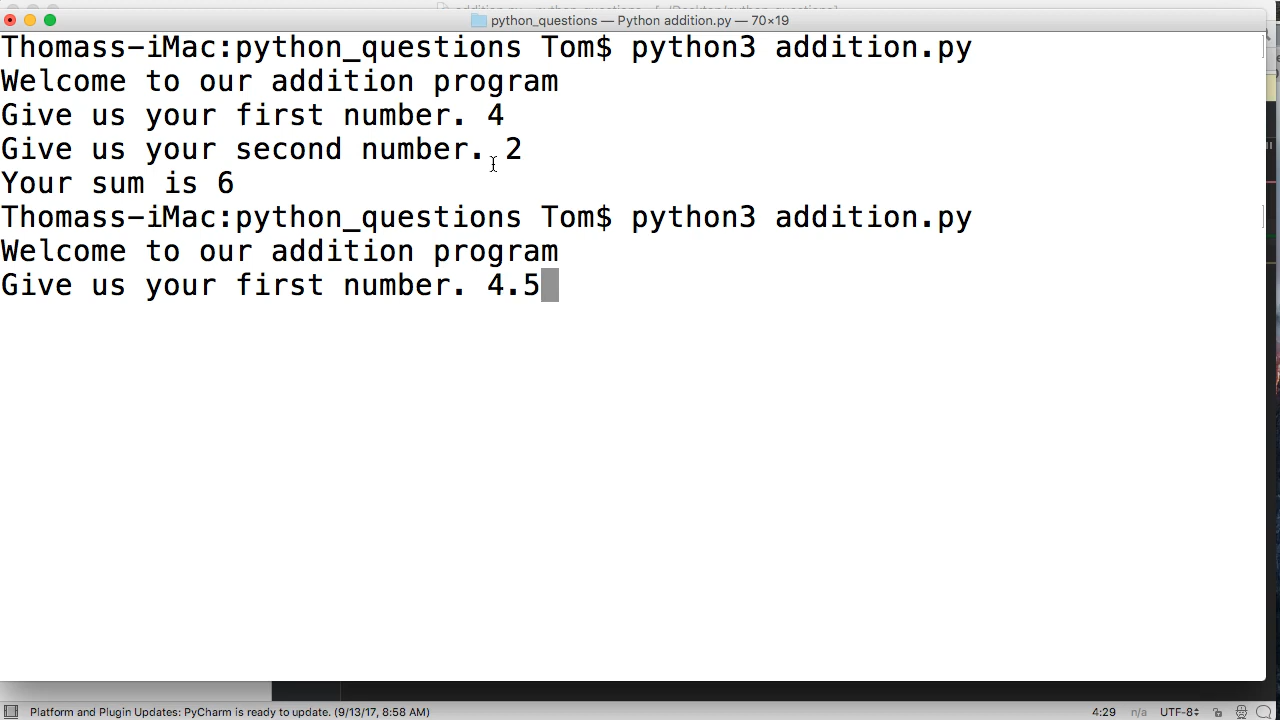 python_questions — Python addition.py — 70×19
Thomass-iMac:python_questions Tom$ python3 addition.py
Welcome to our addition program
Give us your first number. 4
Give us your second number. 2
Your sum is 6
Thomass-iMac:python_questions Tom$ python3 addition.py
Welcome to our addition program
Give us your first number. 4.5
Platform and Plugin Updates: PyCharm is ready to update. (9/13/17, 8:58 AM)
4:29 n/a UTF-8